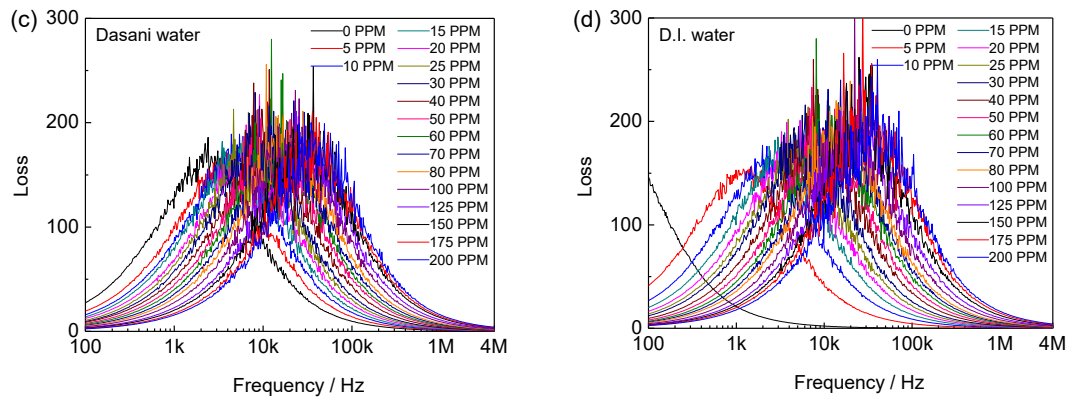 (c)
300
200
100
0
Loss
Dasani water
0 PPM
5 PPM
10 PPM
15 PPM
20 PPM
25 PPM
30 PPM
40 PPM
50 PPM
60 PPM
70 PPM
80 PPM
100 PPM
125 PPM
150 PPM
175 PPM
200 PPM
100 1k 10k 100k 1M 4M
Frequency / Hz
(d)
300
200
100
0
Loss
D.I. water
0 PPM
5 PPM
10 PPM
15 PPM
20 PPM
25 PPM
30 PPM
40 PPM
50 PPM
60 PPM
70 PPM
80 PPM
100 PPM
125 PPM
150 PPM
175 PPM
200 PPM
100 1k 10k 100k 1M 4M
Frequency / Hz